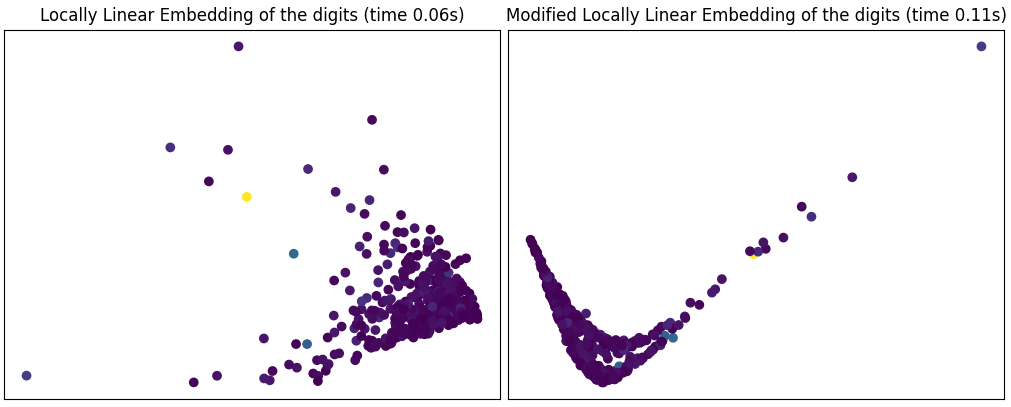 Locally Linear Embedding of the digits (time 0.06s)
Modified Locally Linear Embedding of the digits (time 0.11s)